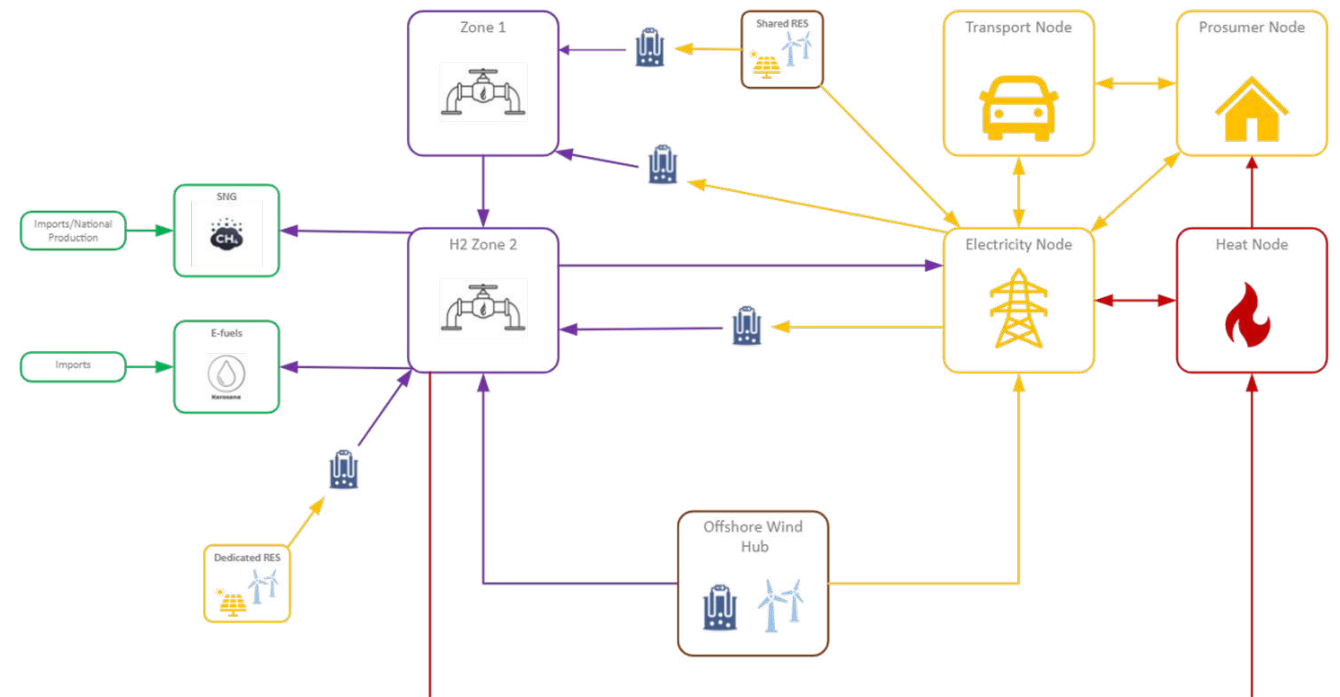 Zone 1
Shared RES
Transport Node
Prosumer Node
SNG
Imports/National
Production
CH₄
H2 Zone 2
Electricity Node
Heat Node
E-fuels
Imports
Kerosene
Dedicated RES
Offshore Wind
Hub